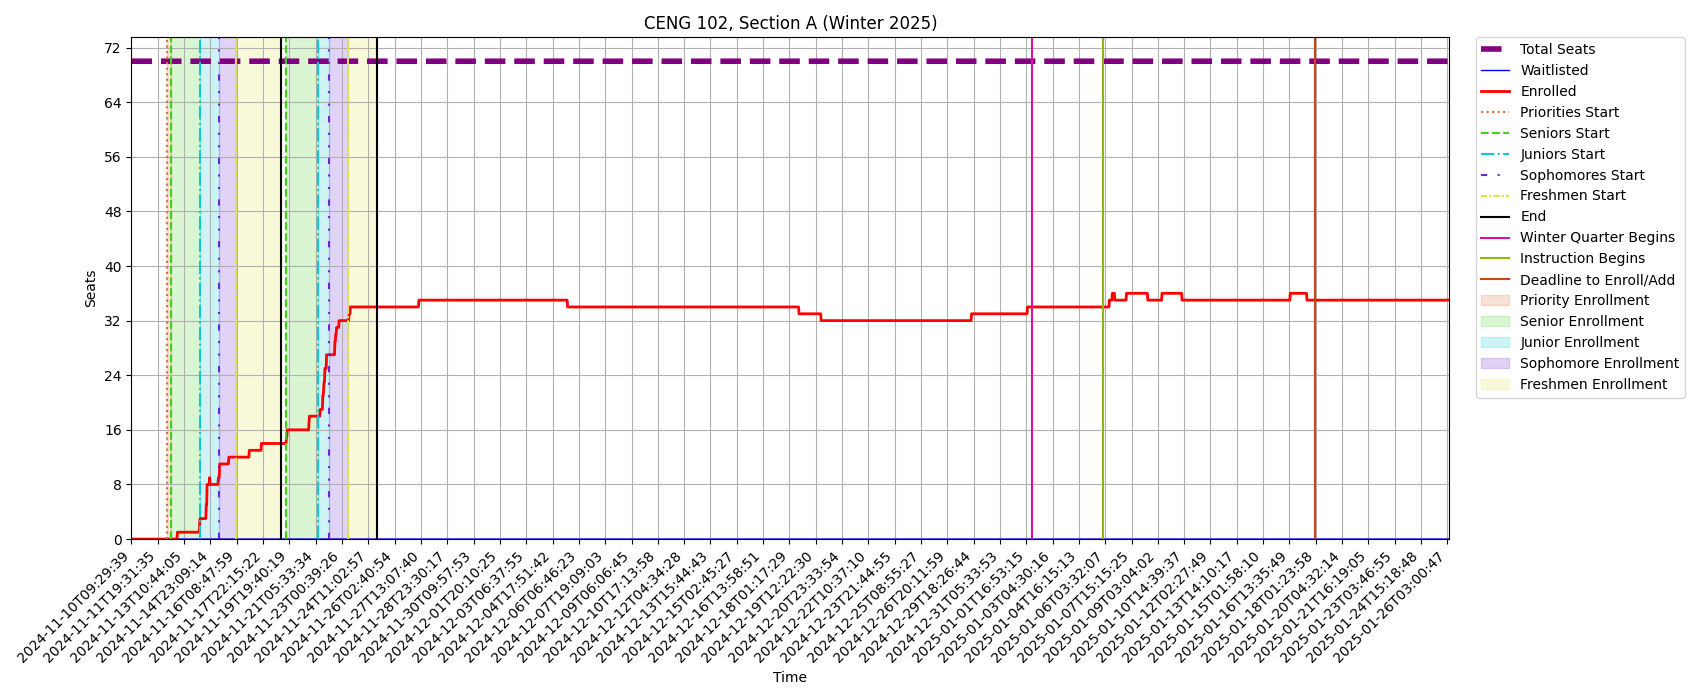 CENG 102, Section A (Winter 2025)
72
64
56
48
40
32
24
16
8
0
Seats
2024-11-10T09:29:39
2024-11-11T19:31:35
2024-11-13T10:44:05
2024-11-14T23:09:14
2024-11-16T08:47:59
2024-11-17T22:15:22
2024-11-19T19:40:19
2024-11-21T05:33:34
2024-11-23T00:39:26
2024-11-24T11:02:57
2024-11-26T02:40:54
2024-11-27T13:07:40
2024-11-28T23:30:17
2024-11-30T09:57:53
2024-12-01T20:10:25
2024-12-03T06:37:55
2024-12-04T17:51:42
2024-12-06T06:46:23
2024-12-07T19:09:03
2024-12-09T06:06:45
2024-12-10T17:13:58
2024-12-12T04:34:28
2024-12-13T15:44:43
2024-12-15T02:45:27
2024-12-16T13:58:51
2024-12-18T01:17:29
2024-12-19T12:22:30
2024-12-20T23:33:54
2024-12-22T10:37:10
2024-12-23T21:44:55
2024-12-25T08:55:27
2024-12-26T20:11:59
2024-12-29T18:26:44
2024-12-31T05:33:53
2025-01-01T16:53:15
2025-01-03T04:30:16
2025-01-04T16:15:13
2025-01-06T03:32:07
2025-01-07T15:15:25
2025-01-09T03:04:02
2025-01-10T14:39:37
2025-01-12T02:27:49
2025-01-13T14:10:17
2025-01-15T01:58:10
2025-01-16T13:35:49
2025-01-18T01:23:58
2025-01-20T04:32:14
2025-01-21T16:19:05
2025-01-23T03:46:55
2025-01-24T15:18:48
2025-01-26T03:00:47
Time
Total Seats
Waitlisted
Enrolled
Priorities Start
Seniors Start
Juniors Start
Sophomores Start
Freshmen Start
End
Winter Quarter Begins
Instruction Begins
Deadline to Enroll/Add
Priority Enrollment
Senior Enrollment
Junior Enrollment
Sophomore Enrollment
Freshmen Enrollment